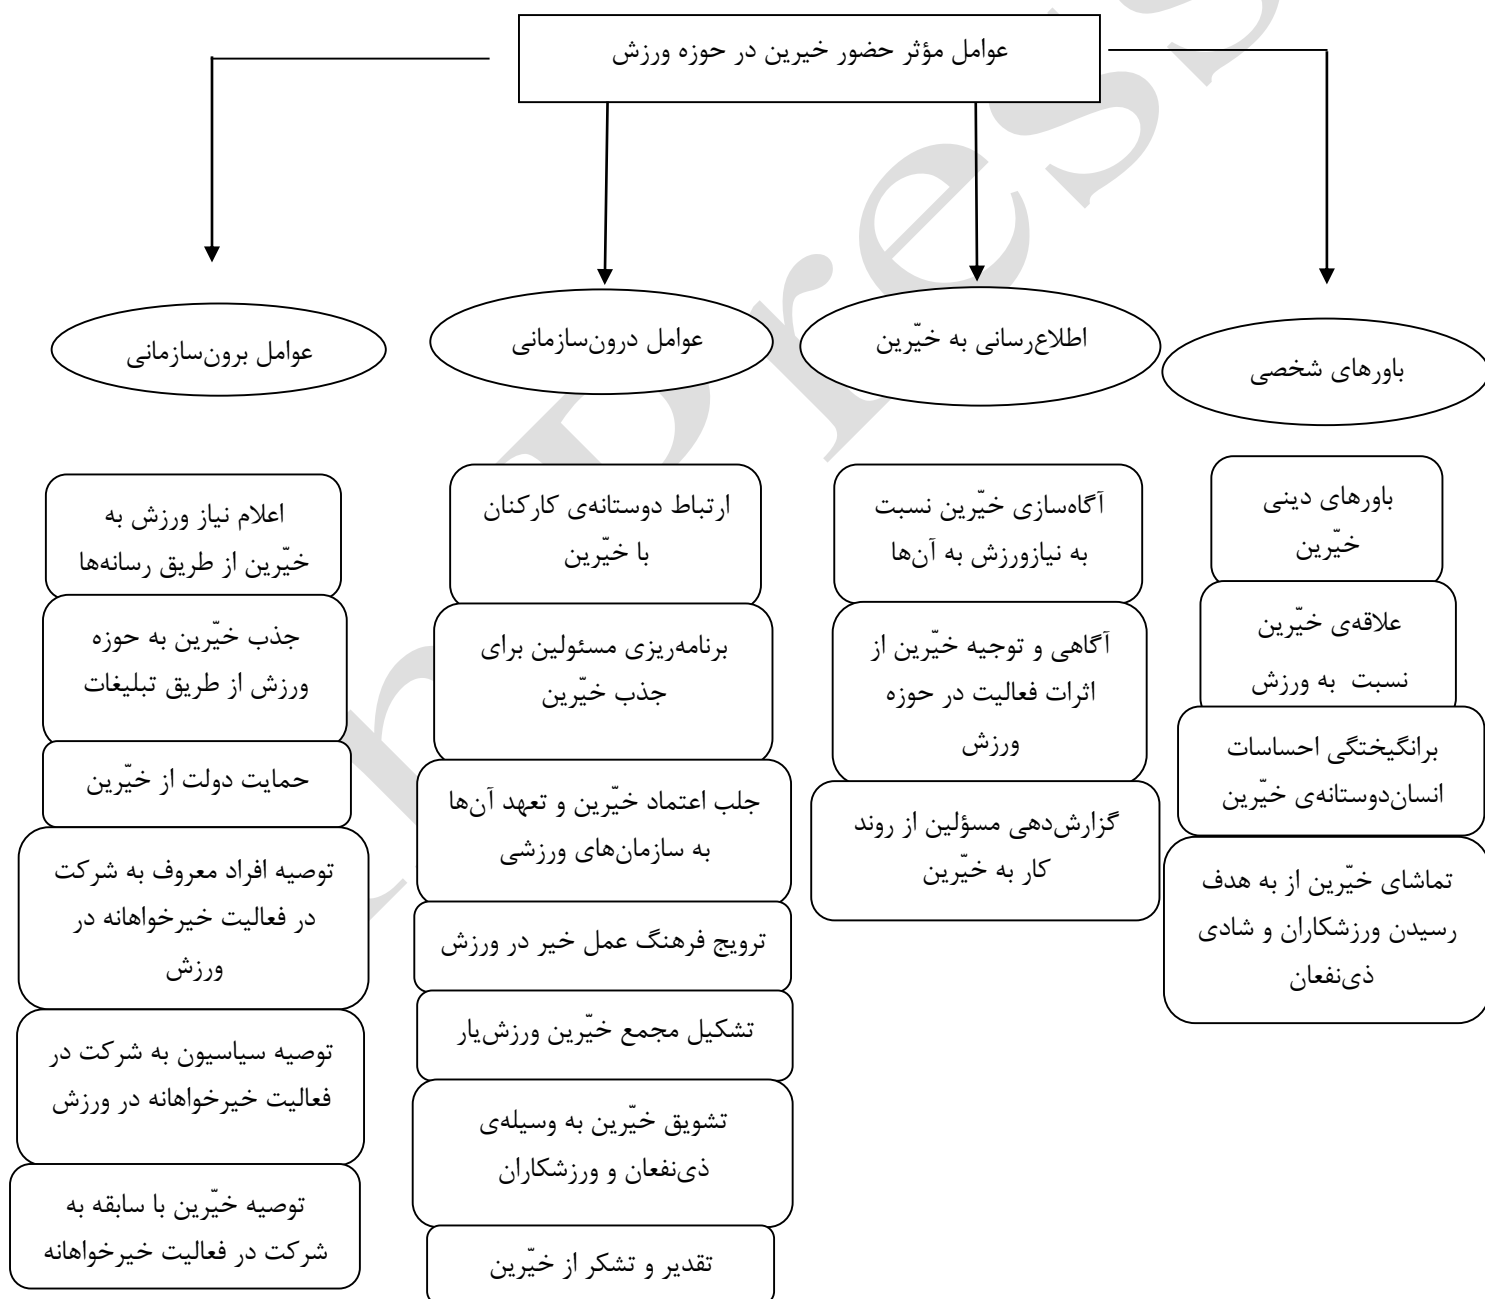 عوامل مؤثر حضور خیرین در حوزه ورزش
باورهای شخصی
اطلاع‌رسانی به خیّرین
عوامل درون‌سازمانی
عوامل برون‌سازمانی
باورهای دینی
خیّرین
علاقه‌ی خیّرین
نسبت به ورزش
برانگیختگی احساسات
انسان‌دوستانه‌ی خیّرین
تماشای خیّرین از به هدف
رسیدن ورزشکاران و شادی
ذی‌نفعان
آگاه‌سازی خیّرین نسبت
به نیازورزش به آن‌ها
آگاهی و توجیه خیّرین از
اثرات فعالیت در حوزه
ورزش
گزارش‌دهی مسؤلین از روند
کار به خیّرین
ارتباط دوستانه‌ی کارکنان
با خیّرین
برنامه‌ریزی مسئولین برای
جذب خیّرین
جلب اعتماد خیّرین و تعهد آن‌ها
به سازمان‌های ورزشی
ترویج فرهنگ عمل خیر در ورزش
تشکیل مجمع خیّرین ورزش‌یار
تشویق خیّرین به وسیله‌ی
ذی‌نفعان و ورزشکاران
تقدیر و تشکر از خیّرین
اعلام نیاز ورزش به
خیّرین از طریق رسانه‌ها
جذب خیّرین به حوزه
ورزش از طریق تبلیغات
حمایت دولت از خیّرین
توصیه افراد معروف به شرکت
در فعالیت خیرخواهانه در
ورزش
توصیه سیاسیون به شرکت در
فعالیت خیرخواهانه در ورزش
توصیه خیّرین با سابقه به
شرکت در فعالیت خیرخواهانه
n Press